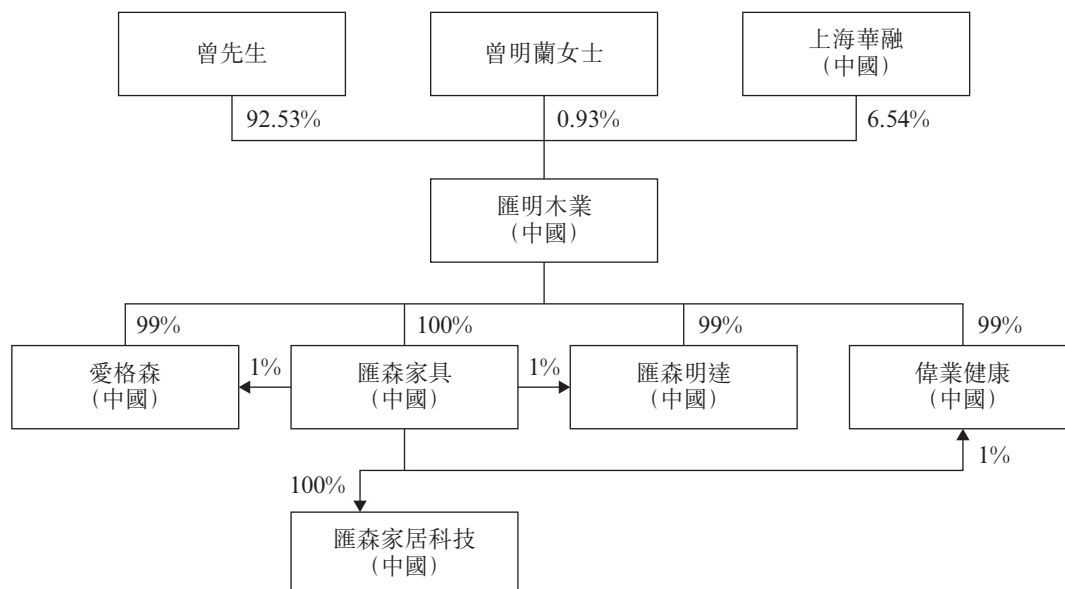 曾先生
曾明蘭女士
上海華融
（中國）
92.53%
0.93%
6.54%
匯明木業
（中國）
99%
100%
99%
99%
愛格森
（中國）
1%
匯森家具
（中國）
1%
匯森明達
（中國）
偉業健康
（中國）
100%
1%
匯森家居科技
（中國）